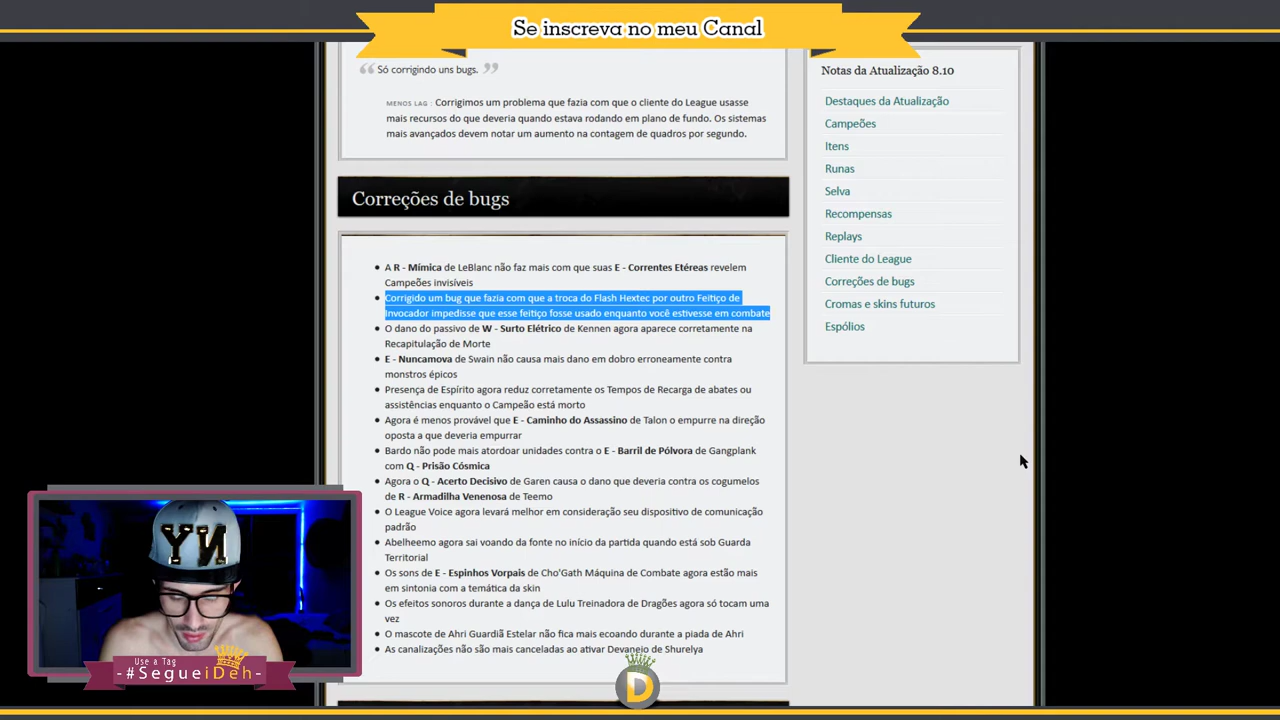 Se inscreva no meu Canal
“ Só corrigindo uns bugs. ”
MENOS LAG : Corrigimos um problema que fazia com que o cliente do League usasse
mais recursos do que deveria quando estava rodando em plano de fundo. Os sistemas
mais avançados devem notar um aumento na contagem de quadros por segundo.
Correções de bugs
• A R - Mímica de LeBlanc não faz mais com que suas E - Correntes Etéreas revelem
Campeões invisíveis
• Corrigido um bug que fazia com que a troca do Flash Hextec por outro Feitiço de
Invocador impedisse que esse feitiço fosse usado enquanto você estivesse em combate
• O dano do passivo de W - Surto Elétrico de Kennen agora aparece corretamente na
Recapitulação de Morte
• E - Nuncamova de Swain não causa mais dano em dobro erroneamente contra
monstros épicos
• Presença de Espírito agora reduz corretamente os Tempos de Recarga de abates ou
assistências enquanto o Campeão está morto
• Agora é menos provável que E - Caminho do Assassino de Talon o empurre na direção
oposta a que deveria empurrar
• Bardo não pode mais atordoar unidades contra o E - Barril de Pólvora de Gangplank
com Q - Prisão Cósmica
• Agora o Q - Acerto Decisivo de Garen causa o dano que deveria contra os cogumelos
de R - Armadilha Venenosa de Teemo
• O League Voice agora levará melhor em consideração seu dispositivo de comunicação
padrão
• Abelheemo agora sai voando da fonte no início da partida quando está sob Guarda
Territorial
• Os sons de E - Espinhos Vorpais de Cho'Gath Máquina de Combate agora estão mais
em sintonia com a temática da skin
• Os efeitos sonoros durante a dança de Lulu Treinadora de Dragões agora só tocam uma
vez
• O mascote de Ahri Guardiã Estelar não fica mais ecoando durante a piada de Ahri
• As canalizações não são mais canceladas ao ativar Devaneio de Shurelya
Notas da Atualização 8.10
Destaques da Atualização
Campeões
Itens
Runas
Selva
Recompensas
Replays
Cliente do League
Correções de bugs
Cromas e skins futuros
Espólios
YN
Use a Tag
-#SegueiDeh-
D